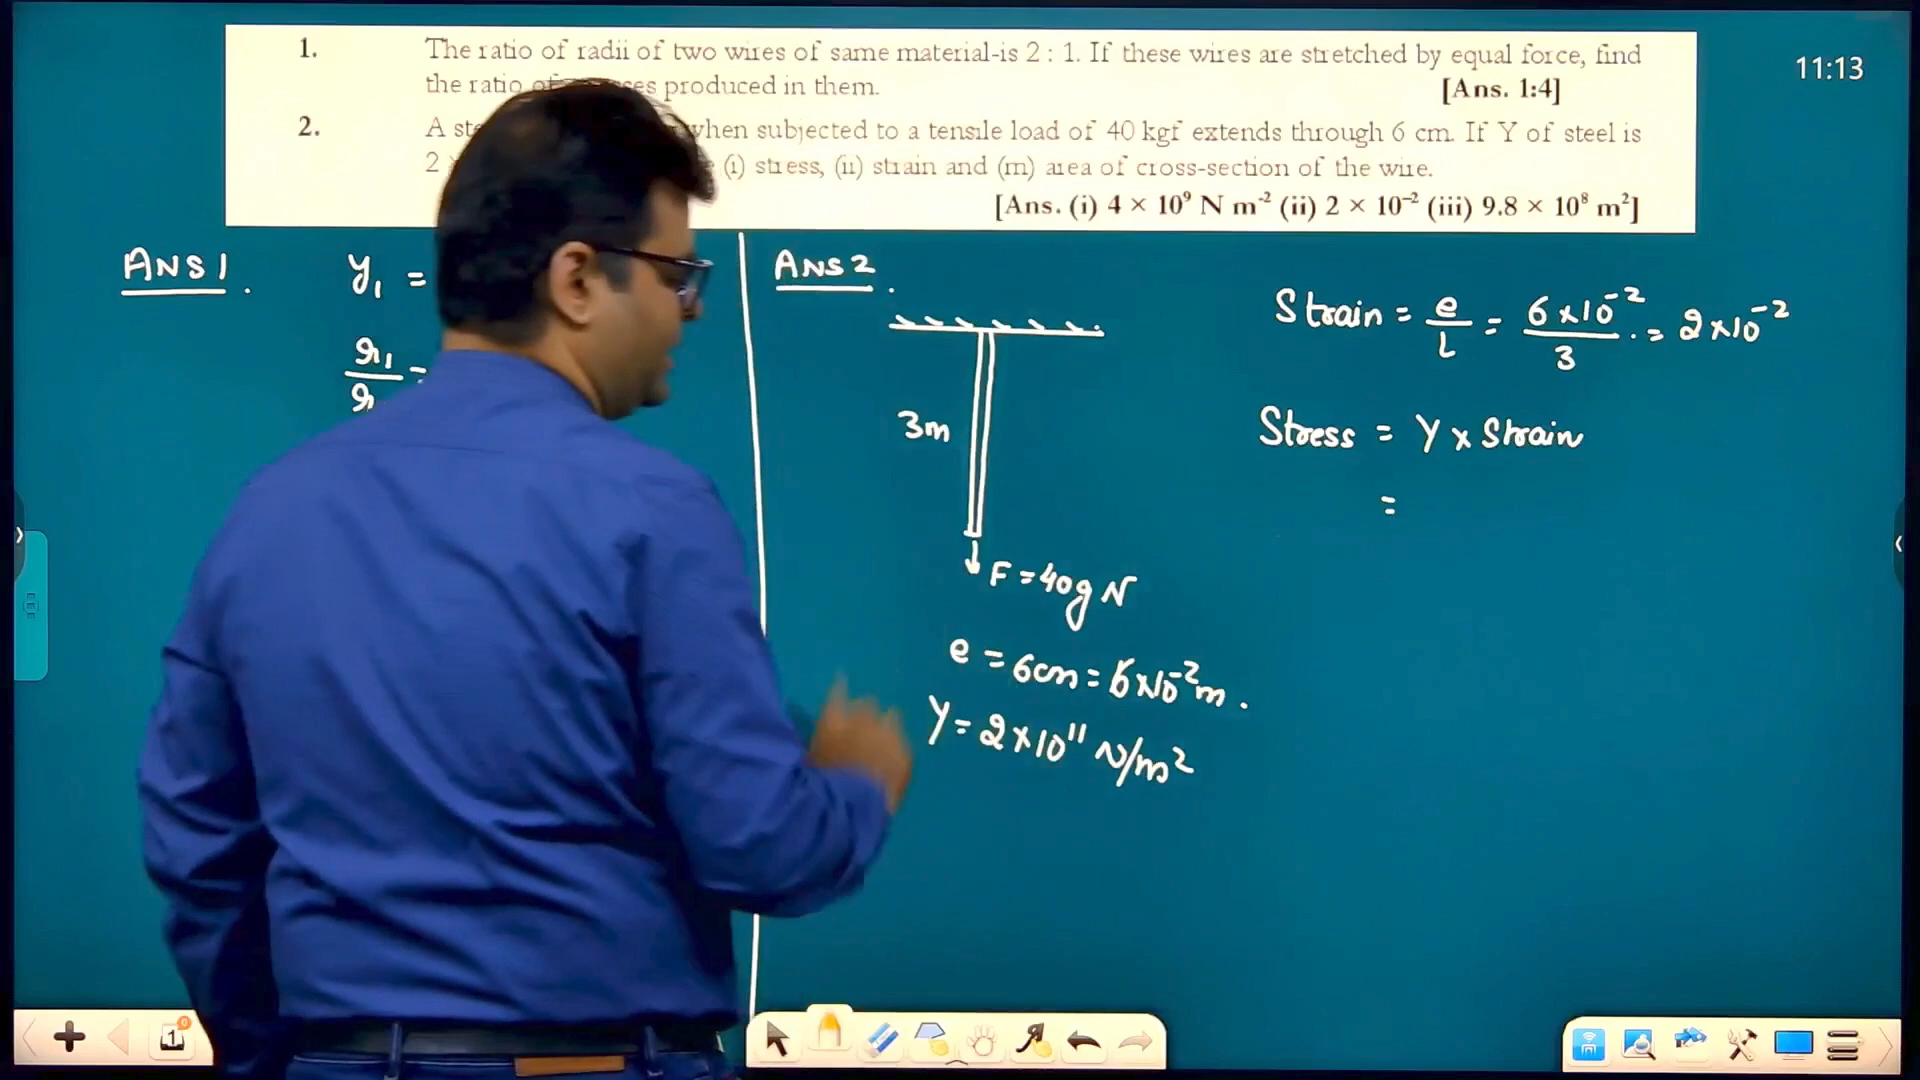 1. The ratio of radii of two wires of same material-is 2 : 1. If these wires are stretched by equal force, find
the ratio produced in them. [Ans. 1:4]
2. A when subjected to a tensile load of 40 kgf extends through 6 cm. If Y of steel is
2 (i) stress, (ii) strain and (m) area of cross-section of the wire.
[Ans. (i) 4 × 10⁹ N m⁻² (ii) 2 × 10⁻² (iii) 9.8 × 10⁸ m²]
11:13
ANS 1.
Y₁ =
r₁/r =
ANS 2.
3m
F = 40g N
e = 6cm = 6×10⁻² m.
Y = 2×10¹¹ N/m²
Strain = e/L = 6×10⁻²/3. = 2×10⁻²
Stress = Y × Strain
=
1